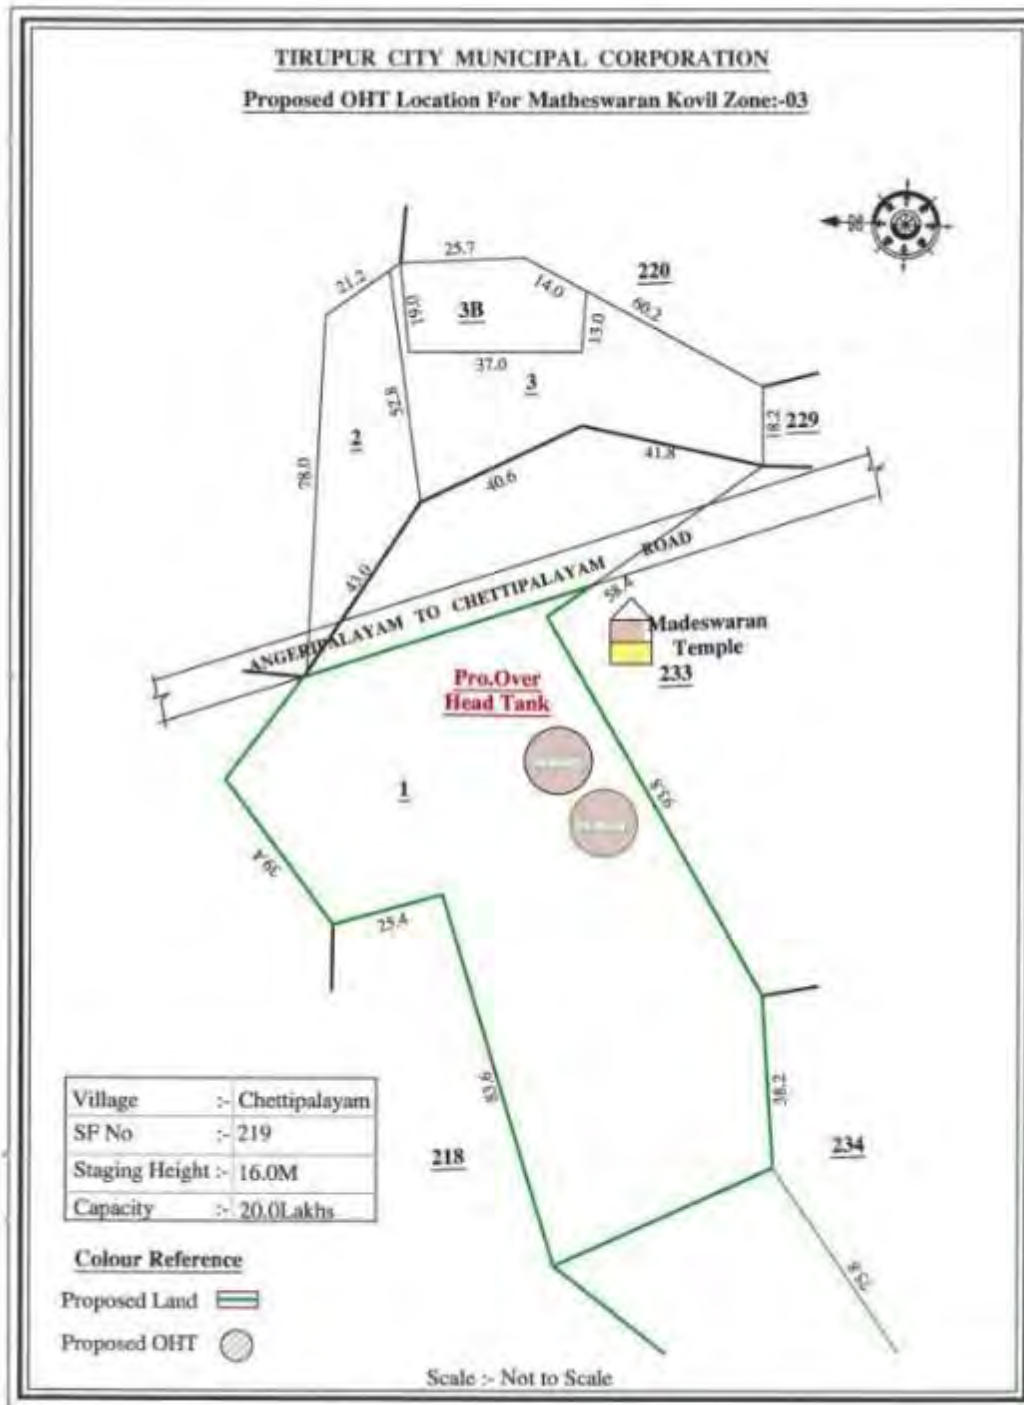 TIRUPUR CITY MUNICIPAL CORPORATION
Proposed OHT Location For Matheswaran Kovil Zone:-03
25.7
21.2
14.0
220
60.2
19.0
3B
13.0
37.0
3
52.8
18.2
229
2
41.8
78.0
40.6
43.0
ANGERIPALAYAM TO CHETTIPALAYAM ROAD
58.4
Madeswaran
Temple
233
Pro.Over
Head Tank
1
93.8
39.4
25.4
83.6
38.2
218
234
73.8
Village :- Chettipalayam
SF No :- 219
Staging Height :- 16.0M
Capacity :- 20.0Lakhs
Colour Reference
Proposed Land
Proposed OHT
Scale :- Not to Scale